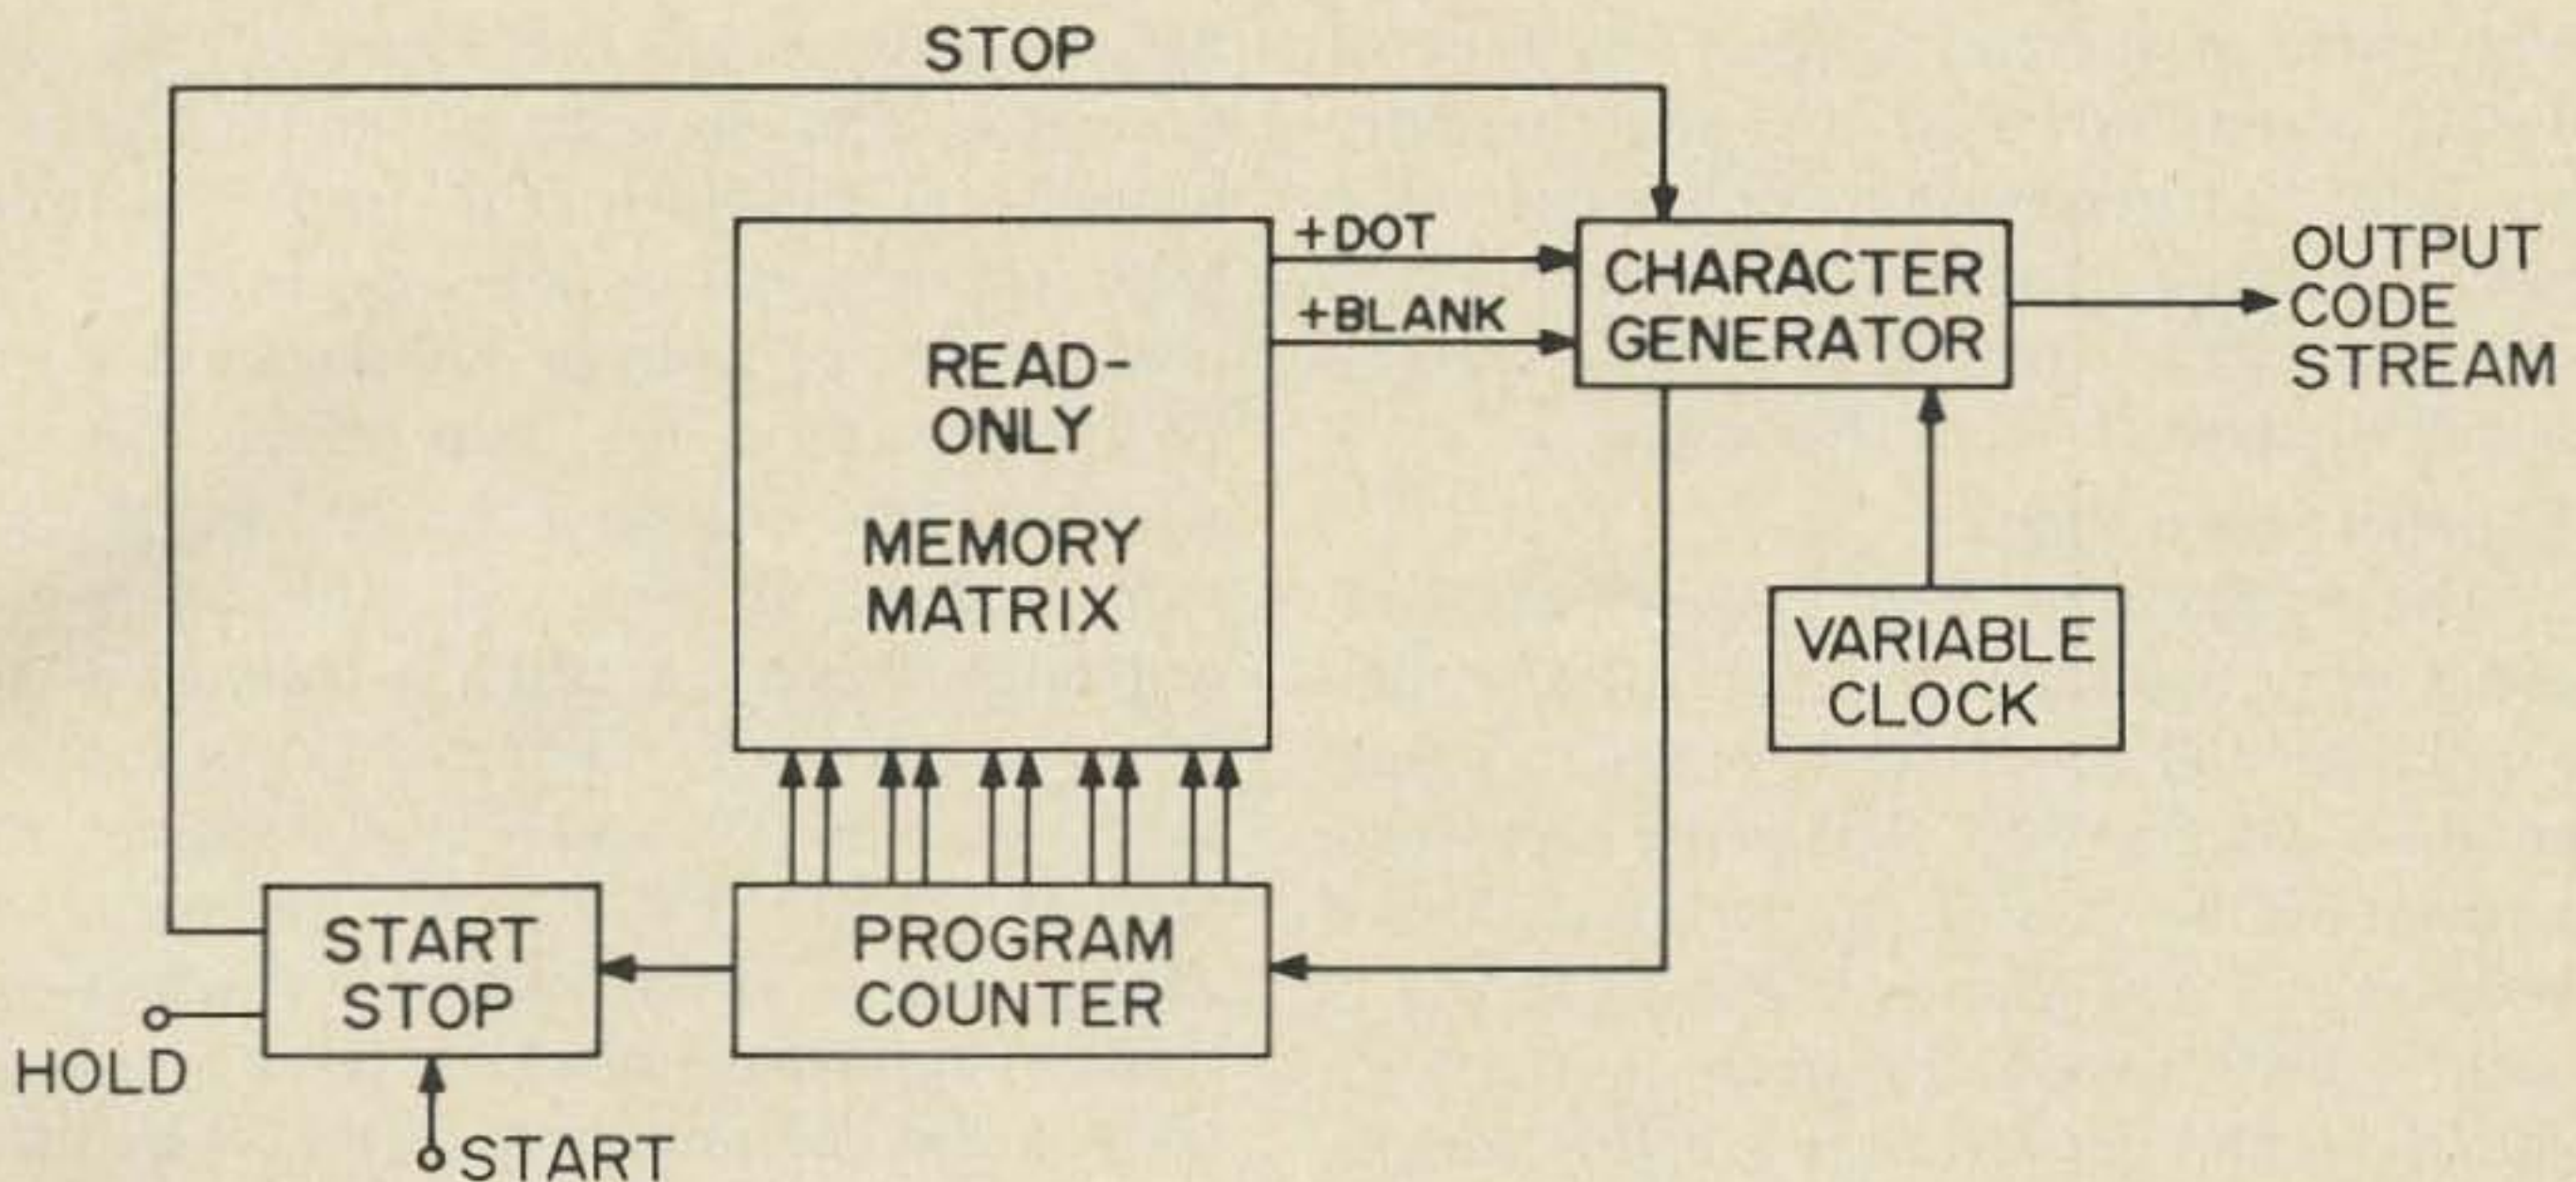 STOP
+DOT
+BLANK
READ-
ONLY
MEMORY
MATRIX
CHARACTER
GENERATOR
OUTPUT
CODE
STREAM
VARIABLE
CLOCK
START
STOP
PROGRAM
COUNTER
HOLD
START